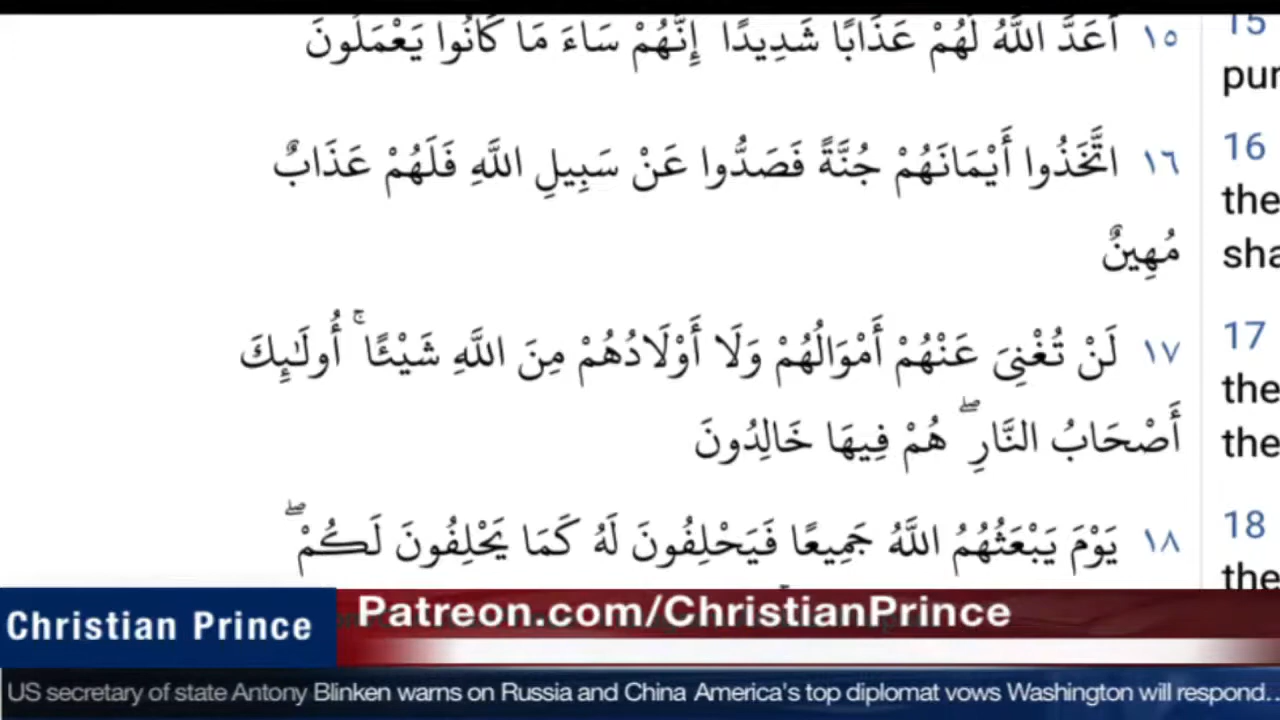 ١٥ أَعَدَّ اللَّهُ لَهُمْ عَذَابًا شَدِيدًا إِنَّهُمْ سَاءَ مَا كَانُوا يَعْمَلُونَ
15
pur
١٦ اتَّخَذُوا أَيْمَانَهُمْ جُنَّةً فَصَدُّوا عَنْ سَبِيلِ اللَّهِ فَلَهُمْ عَذَابٌ
مُهِينٌ
16
the
sha
١٧ لَنْ تُغْنِىَ عَنْهُمْ أَمْوَالُهُمْ وَلَا أَوْلَادُهُمْ مِنَ اللَّهِ شَيْئًا ۚ أُولَـٰئِكَ
أَصْحَابُ النَّارِ ۖ هُمْ فِيهَا خَالِدُونَ
17
the
the
١٨ يَوْمَ يَبْعَثُهُمُ اللَّهُ جَمِيعًا فَيَحْلِفُونَ لَهُ كَمَا يَحْلِفُونَ لَكُمْ ۖ
18
the
Patreon.com/ChristianPrince
Christian Prince
US secretary of state Antony Blinken warns on Russia and China America's top diplomat vows Washington will respond...